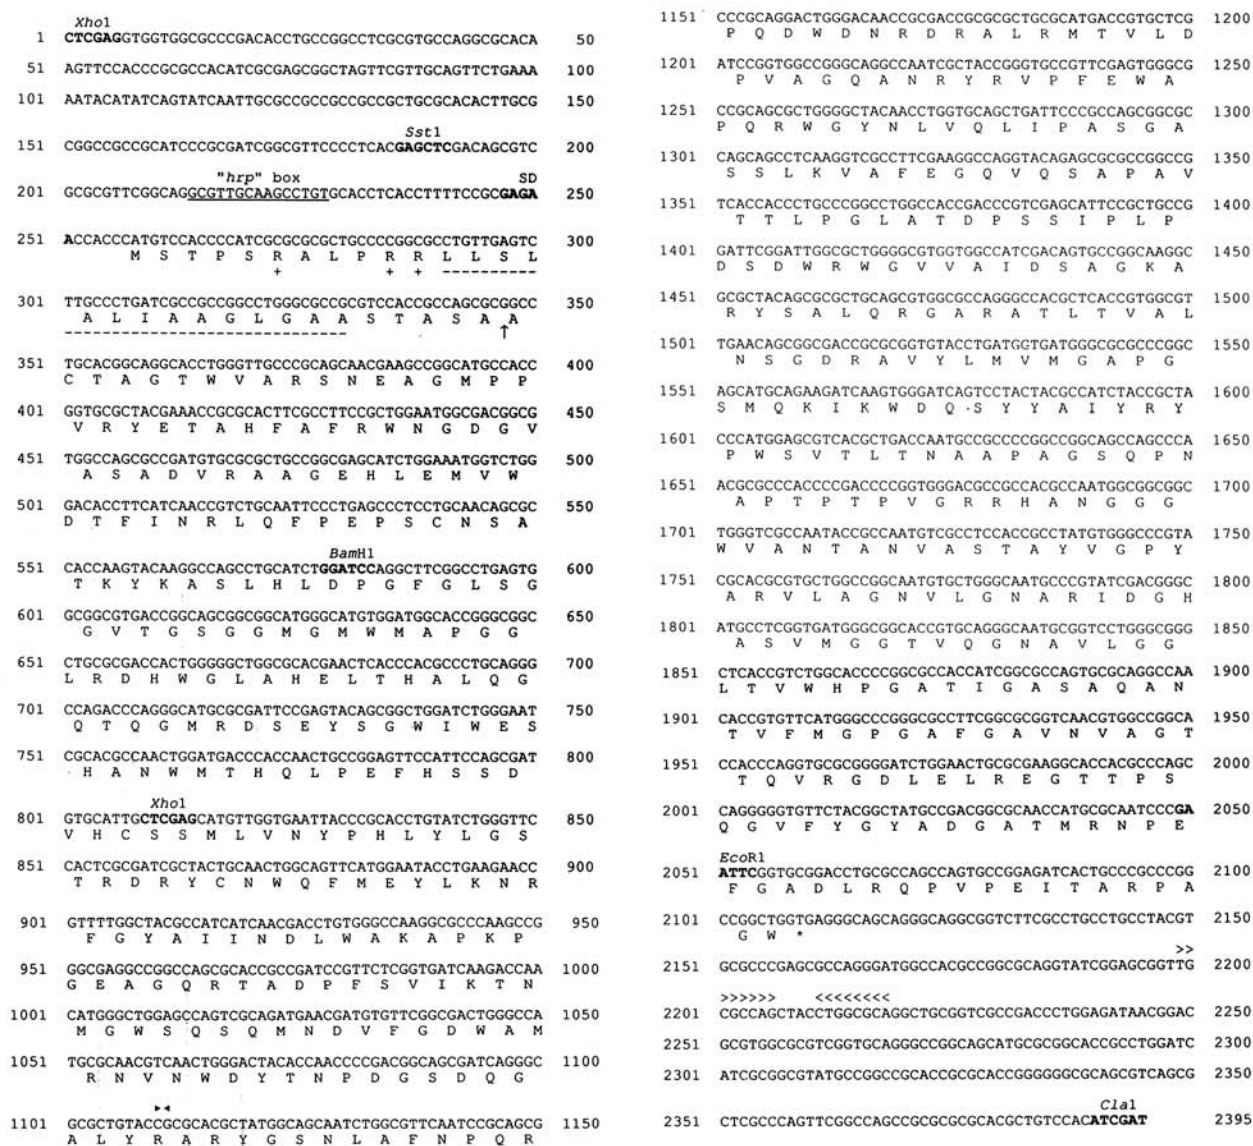 Xho1
1 CTCGAGGTGGTGGCGCCCGACACCTGCCGGCCTCGCGTGCCAGGCGCACA 50
51 AGTTCCACCCGCGCCACATCGCGAGCGGCTAGTTCGTTGCAGTTCTGAAA 100
101 AATACATATCAGTATCAATTGCGCCGCCGCCGCCGCTGCGCACACTTGCG 150
Sst1
151 CGGCCGCCGCATCCCGCGATCGGCGTTCCCCTCACGAGCTCGACAGCGTC 200
"hrp" box SD
201 GCGCGTTCGGCAGGCGTTGCAAGCCTGTGCACCTCACCTTTTCCGCGAGA 250
251 ACCACCCATGTCCACCCCATCGCGCGCGCTGCCCCGGCGCCTGTTGAGTC 300
M S T P S R A L P R R L L S L
+ + + ----------
301 TTGCCCTGATCGCCGCCGGCCTGGGCGCCGCGTCCACCGCCAGCGCGGCC 350
A L I A A G L G A A S T A S A A
----------------------------- ↑
351 TGCACGGCAGGCACCTGGGTTGCCCGCAGCAACGAAGCCGGCATGCCACC 400
C T A G T W V A R S N E A G M P P
401 GGTGCGCTACGAAACCGCGCACTTCGCCTTCCGCTGGAATGGCGACGGCG 450
V R Y E T A H F A F R W N G D G V
451 TGGCCAGCGCCGATGTGCGCGCTGCCGGCGAGCATCTGGAAATGGTCTGG 500
A S A D V R A A G E H L E M V W
501 GACACCTTCATCAACCGTCTGCAATTCCCTGAGCCCTCCTGCAACAGCGC 550
D T F I N R L Q F P E P S C N S A
BamH1
551 CACCAAGTACAAGGCCAGCCTGCATCTGGATCCAGGCTTCGGCCTGAGTG 600
T K Y K A S L H L D P G F G L S G
601 GCGGCGTGACCGGCAGCGGCGGCATGGGCATGTGGATGGCACCGGGCGGC 650
G V T G S G G M G M W M A P G G
651 CTGCGCGACCACTGGGGGCTGGCGCACGAACTCACCCACGCCCTGCAGGG 700
L R D H W G L A H E L T H A L Q G
701 CCAGACCCAGGGCATGCGCGATTCCGAGTACAGCGGCTGGATCTGGGAAT 750
Q T Q G M R D S E Y S G W I W E S
751 CGCACGCCAACTGGATGACCCACCAACTGCCGGAGTTCCATTCCAGCGAT 800
H A N W M T H Q L P E F H S S D
Xho1
801 GTGCATTGCTCGAGCATGTTGGTGAATTACCCGCACCTGTATCTGGGTTC 850
V H C S S M L V N Y P H L Y L G S
851 CACTCGCGATCGCTACTGCAACTGGCAGTTCATGGAATACCTGAAGAACC 900
T R D R Y C N W Q F M E Y L K N R
901 GTTTTGGCTACGCCATCATCAACGACCTGTGGGCCAAGGCGCCCAAGCCG 950
F G Y A I I N D L W A K A P K P
951 GGCGAGGCCGGCCAGCGCACCGCCGATCCGTTCTCGGTGATCAAGACCAA 1000
G E A G Q R T A D P F S V I K T N
1001 CATGGGCTGGAGCCAGTCGCAGATGAACGATGTGTTCGGCGACTGGGCCA 1050
M G W S Q S Q M N D V F G D W A M
1051 TGCGCAACGTCAACTGGGACTACACCAACCCCGACGGCAGCGATCAGGGC 1100
R N V N W D Y T N P D G S D Q G
▸◂
1101 GCGCTGTACCGCGCACGCTATGGCAGCAATCTGGCGTTCAATCCGCAGCG 1150
A L Y R A R Y G S N L A F N P Q R
1151 CCCGCAGGACTGGGACAACCGCGACCGCGCGCTGCGCATGACCGTGCTCG 1200
P Q D W D N R D R A L R M T V L D
1201 ATCCGGTGGCCGGGCAGGCCAATCGCTACCGGGTGCCGTTCGAGTGGGCG 1250
P V A G Q A N R Y R V P F E W A
1251 CCGCAGCGCTGGGGCTACAACCTGGTGCAGCTGATTCCCGCCAGCGGCGC 1300
P Q R W G Y N L V Q L I P A S G A
1301 CAGCAGCCTCAAGGTCGCCTTCGAAGGCCAGGTACAGAGCGCGCCGGCCG 1350
S S L K V A F E G Q V Q S A P A V
1351 TCACCACCCTGCCCGGCCTGGCCACCGACCCGTCGAGCATTCCGCTGCCG 1400
T T L P G L A T D P S S I P L P
1401 GATTCGGATTGGCGCTGGGGCGTGGTGGCCATCGACAGTGCCGGCAAGGC 1450
D S D W R W G V V A I D S A G K A
1451 GCGCTACAGCGCGCTGCAGCGTGGCGCCAGGGCCACGCTCACCGTGGCGT 1500
R Y S A L Q R G A R A T L T V A L
1501 TGAACAGCGGCGACCGCGCGGTGTACCTGATGGTGATGGGCGCGCCCGGC 1550
N S G D R A V Y L M V M G A P G
1551 AGCATGCAGAAGATCAAGTGGGATCAGTCCTACTACGCCATCTACCGCTA 1600
S M Q K I K W D Q S Y Y A I Y R Y
1601 CCCATGGAGCGTCACGCTGACCAATGCCGCCCCGGCCGGCAGCCAGCCCA 1650
P W S V T L T N A A P A G S Q P N
1651 ACGCGCCCACCCCGACCCCGGTGGGACGCCGCCACGCCAATGGCGGCGGC 1700
A P T P T P V G R R H A N G G G
1701 TGGGTCGCCAATACCGCCAATGTCGCCTCCACCGCCTATGTGGGCCCGTA 1750
W V A N T A N V A S T A Y V G P Y
1751 CGCACGCGTGCTGGCCGGCAATGTGCTGGGCAATGCCCGTATCGACGGGC 1800
A R V L A G N V L G N A R I D G H
1801 ATGCCTCGGTGATGGGCGGCACCGTGCAGGGCAATGCGGTCCTGGGCGGG 1850
A S V M G G T V Q G N A V L G G
1851 CTCACCGTCTGGCACCCCGGCGCCACCATCGGCGCCAGTGCGCAGGCCAA 1900
L T V W H P G A T I G A S A Q A N
1901 CACCGTGTTCATGGGCCCGGGCGCCTTCGGCGCGGTCAACGTGGCCGGCA 1950
T V F M G P G A F G A V N V A G T
1951 CCACCCAGGTGCGCGGGGATCTGGAACTGCGCGAAGGCACCACGCCCAGC 2000
T Q V R G D L E L R E G T T P S
2001 CAGGGGGTGTTCTACGGCTATGCCGACGGCGCAACCATGCGCAATCCCGA 2050
Q G V F Y G Y A D G A T M R N P E
EcoR1
2051 ATTCGGTGCGGACCTGCGCCAGCCAGTGCCGGAGATCACTGCCCGCCCGG 2100
F G A D L R Q P V P E I T A R P A
2101 CCGGCTGGTGAGGGCAGCAGGGCAGGCGGTCTTCGCCTGCCTGCCTACGT 2150
G W *
>>
2151 GCGCCCGAGCGCCAGGGATGGCCACGCCGGCGCAGGTATCGGAGCGGTTG 2200
>>>>>> <<<<<<<<
2201 CGCCAGCTACCTGGCGCAGGCTGCGGTCGCCGACCCTGGAGATAACGGAC 2250
2251 GCGTGGCGCGTCGGTGCAGGGCCGGCAGCATGCGCGGCACCGCCTGGATC 2300
2301 ATCGCGGCGTATGCCGGCCGCACCGCGCACCGGGGGGCGCAGCGTCAGCG 2350
Cla1
2351 CTCGCCCAGTTCGGCCAGCCGCGCGCGCACGCTGTCCACATCGAT 2395